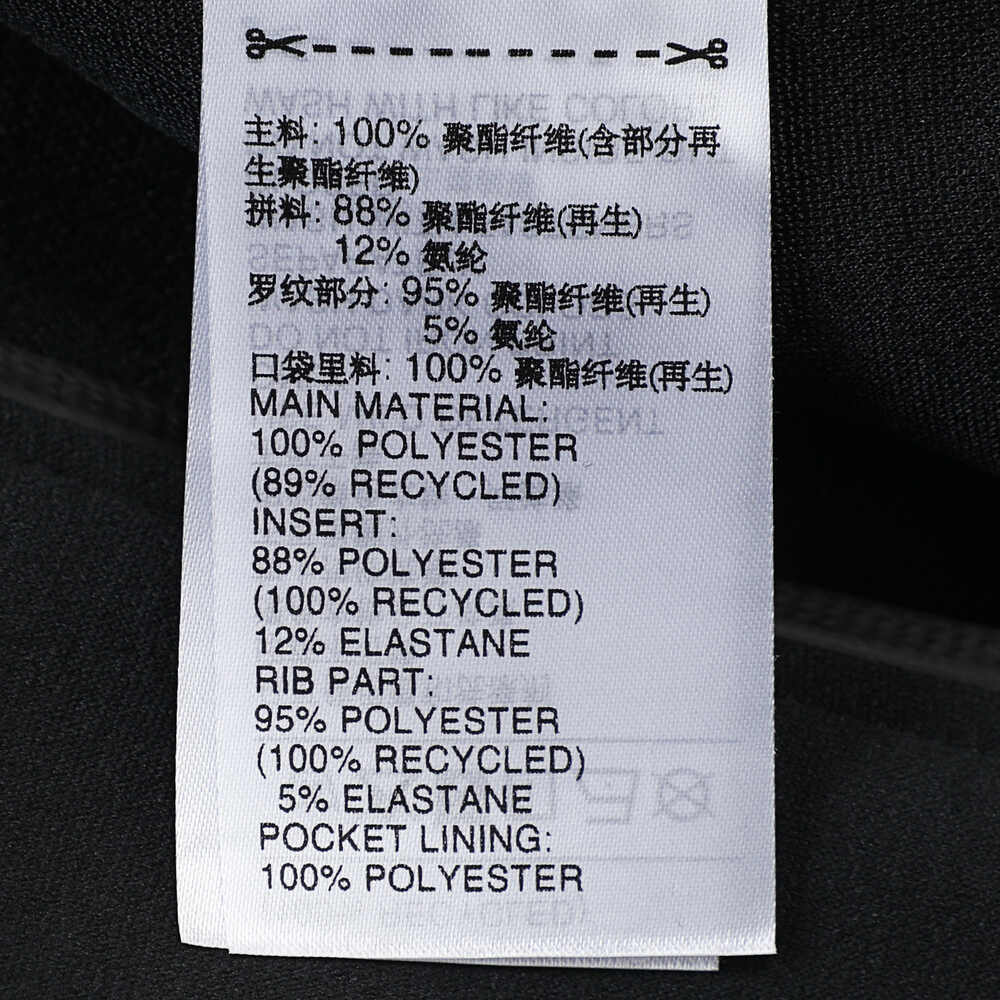 主料: 100% 聚酯纤维(含部分再
生聚酯纤维)
拼料: 88% 聚酯纤维(再生)
12% 氨纶
罗纹部分: 95% 聚酯纤维(再生)
5% 氨纶
口袋里料: 100% 聚酯纤维(再生)
MAIN MATERIAL:
100% POLYESTER
(89% RECYCLED)
INSERT:
88% POLYESTER
(100% RECYCLED)
12% ELASTANE
RIB PART:
95% POLYESTER
(100% RECYCLED)
5% ELASTANE
POCKET LINING:
100% POLYESTER